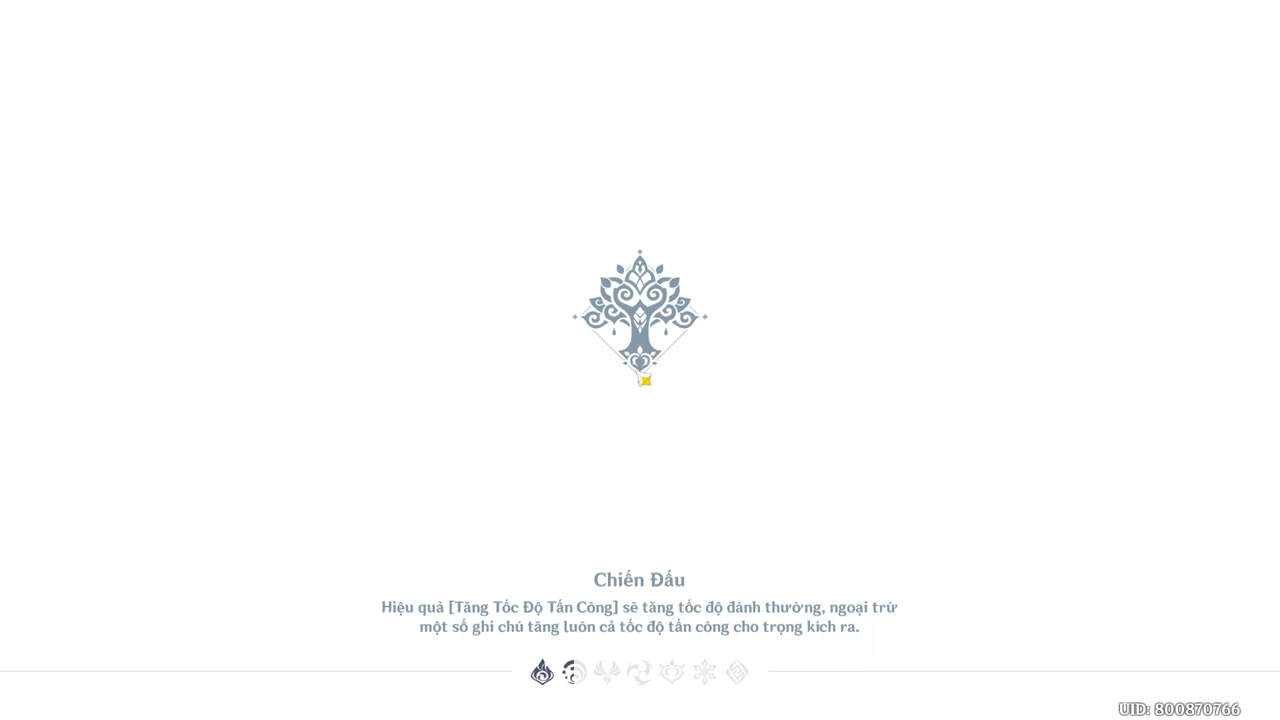 Chiến Đấu
Hiệu quả [Tăng Tốc Độ Tấn Công] sẽ tăng tốc độ đánh thường, ngoại trừ
một số ghi chú tăng luôn cả tốc độ tấn công cho trọng kích ra.
UID: 800870766